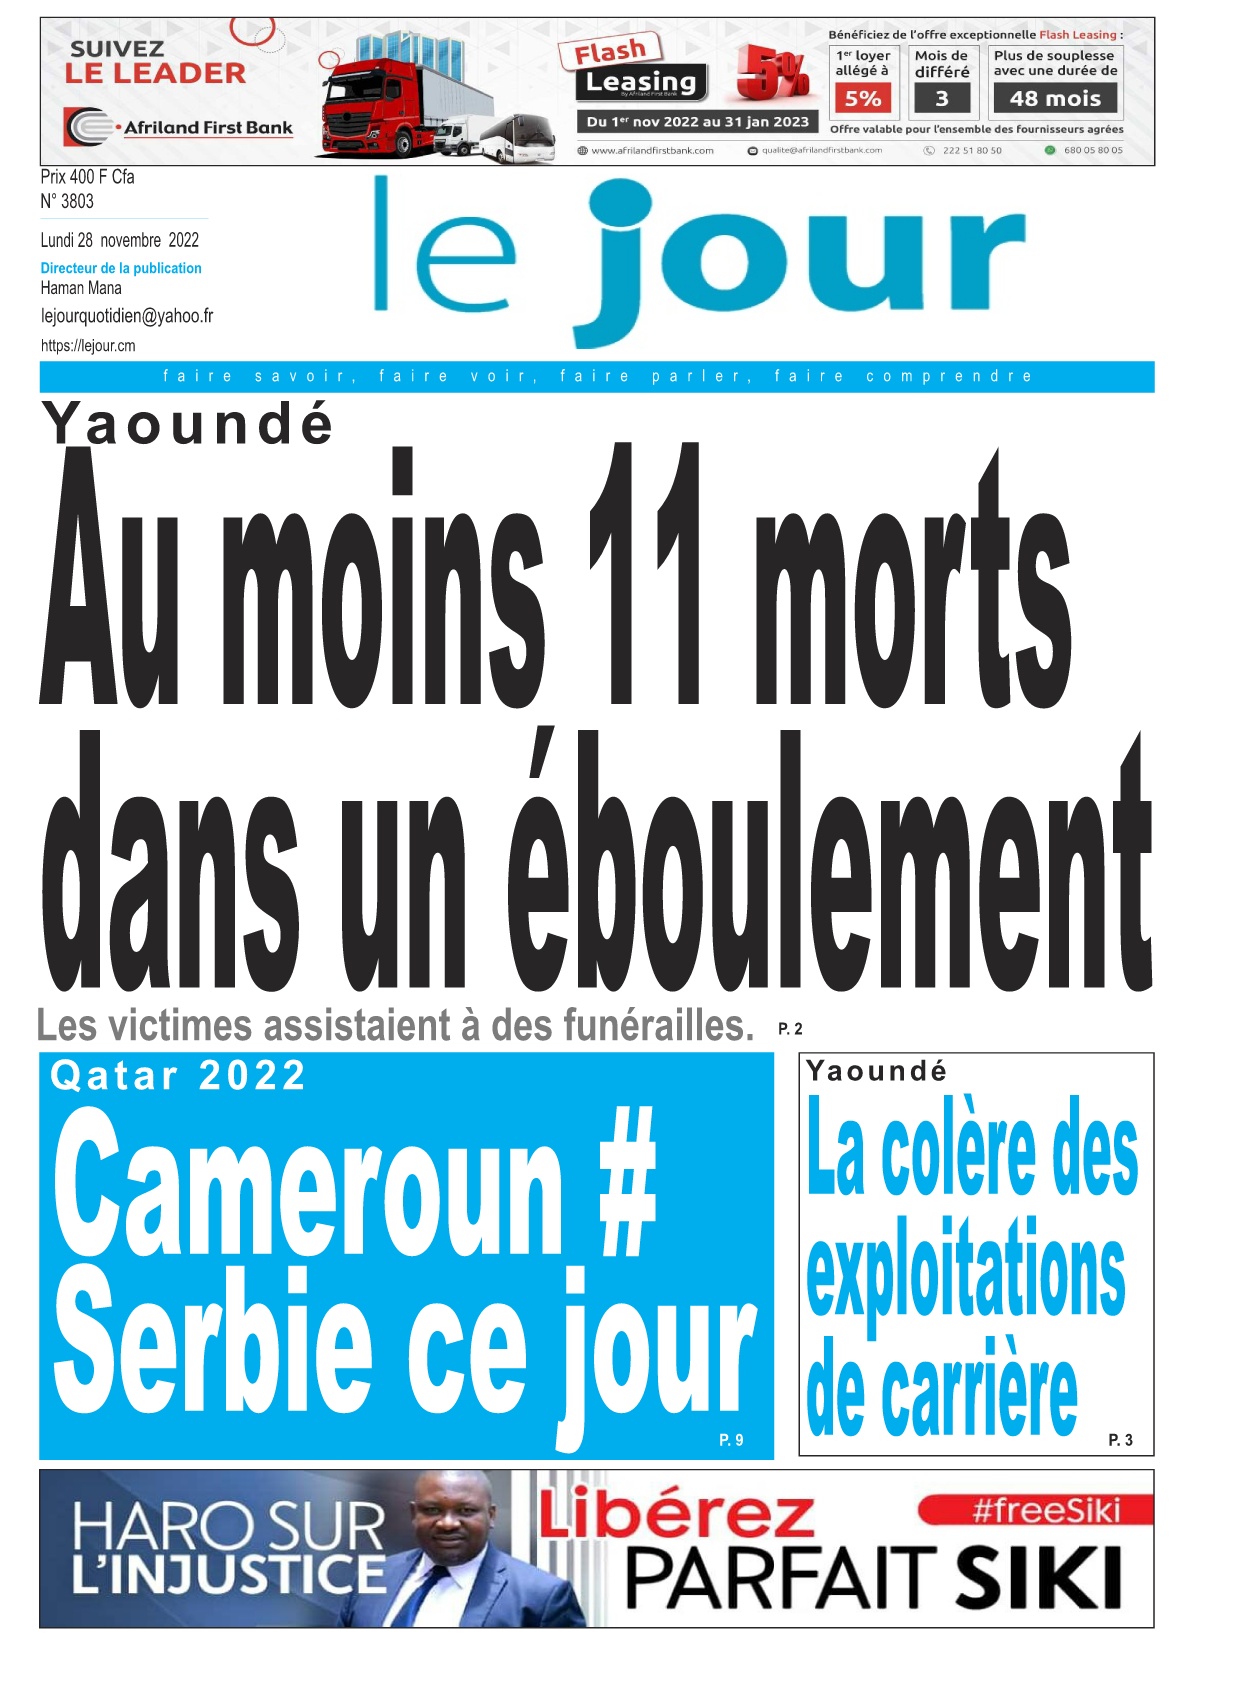 SUIVEZ
LE LEADER
Afriland First Bank
Flash
Leasing
By Afriland First Bank
5%
Du 1er nov 2022 au 31 jan 2023
Bénéficiez de l'offre exceptionnelle Flash Leasing :
1er loyer
allégé à
5%
Mois de
différé
3
Plus de souplesse
avec une durée de
48 mois
Offre valable pour l'ensemble des fournisseurs agréés
www.afrilandfirstbank.com qualite@afrilandfirstbank.com 222 51 80 50 680 05 80 05
Prix 400 F Cfa
N° 3803
Lundi 28 novembre 2022
Directeur de la publication
Haman Mana
lejourquotidien@yahoo.fr
https://lejour.cm
le jour
faire savoir, faire voir, faire parler, faire comprendre
Yaoundé
Au moins 11 morts
dans un éboulement
Les victimes assistaient à des funérailles. P. 2
Qatar 2022
Cameroun #
Serbie ce jour
P. 9
Yaoundé
La colère des
exploitations
de carrière
P. 3
HARO SUR
L'INJUSTICE
Libérez
PARFAIT SIKI
#freeSiki